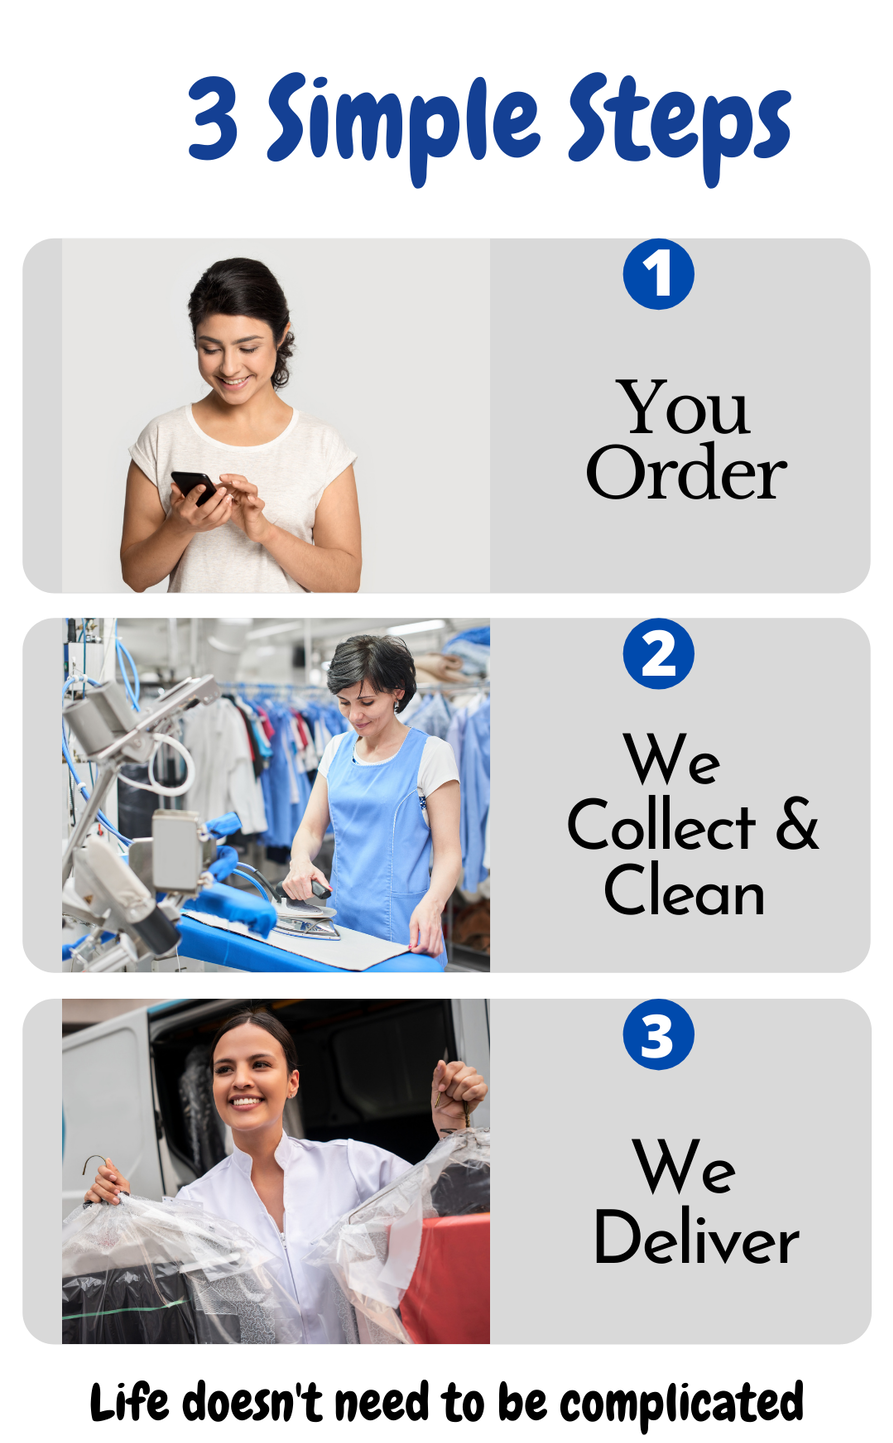 3 Simple Steps
1
You
Order
2
We
Collect &
Clean
3
We
Deliver
Life doesn't need to be complicated